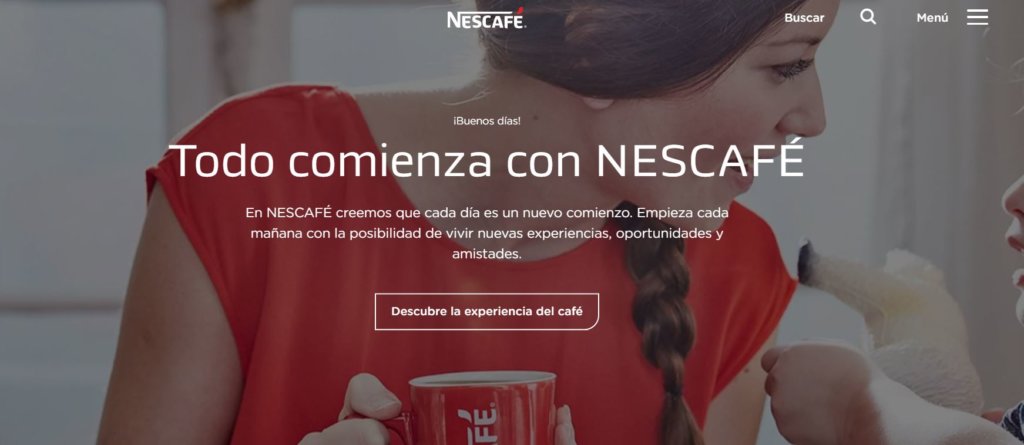 NESCAFÉ
Buscar
Menú
¡Buenos días!
Todo comienza con NESCAFÉ
En NESCAFÉ creemos que cada día es un nuevo comienzo. Empieza cada
mañana con la posibilidad de vivir nuevas experiencias, oportunidades y
amistades.
Descubre la experiencia del café
FÉ